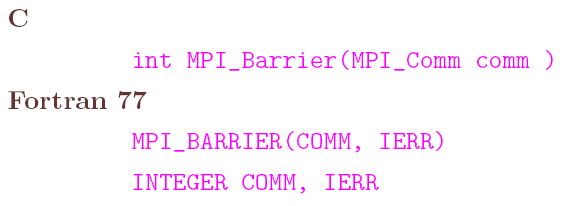 C
int MPI_Barrier(MPI_Comm comm )
Fortran 77
MPI_BARRIER(COMM, IERR)
INTEGER COMM, IERR